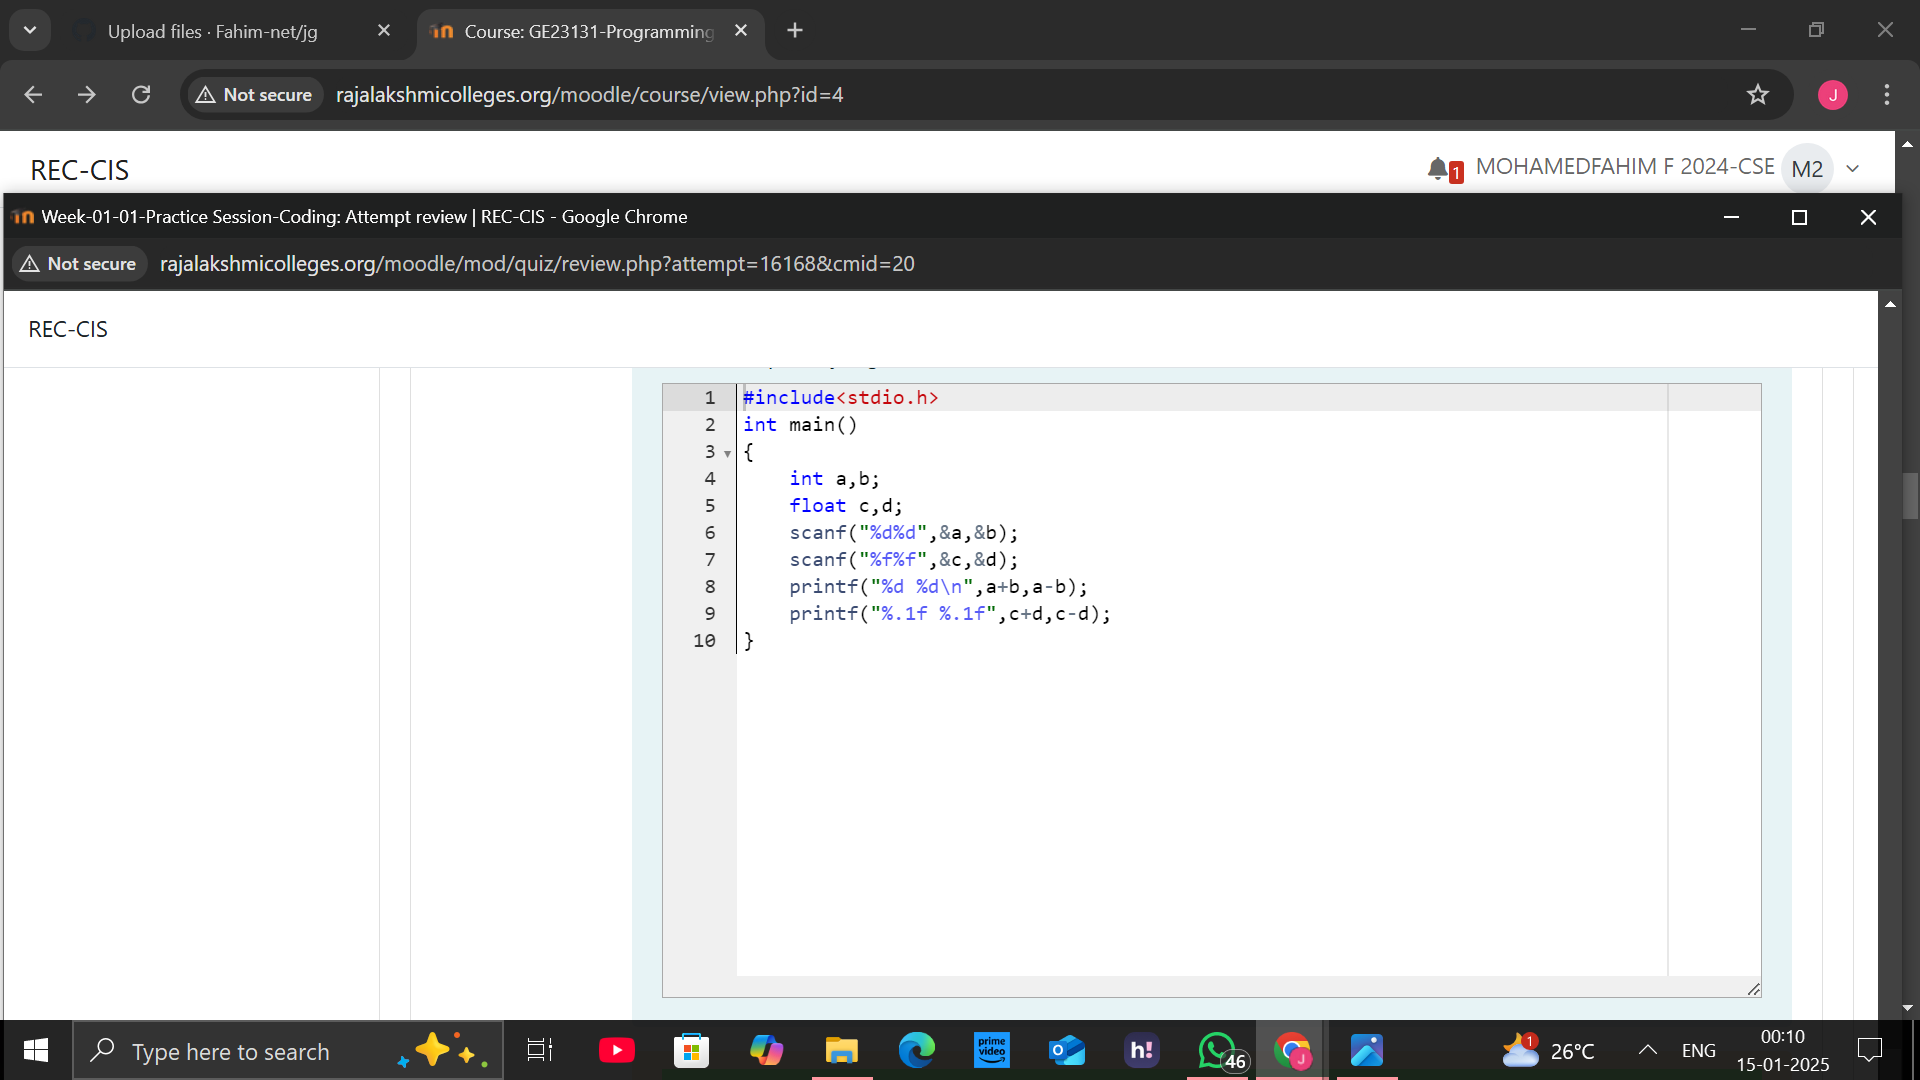 Upload files · Fahim-net/jg
Course: GE23131-Programming
Not secure
rajalakshmicolleges.org/moodle/course/view.php?id=4
J
REC-CIS
1
MOHAMEDFAHIM F 2024-CSE
M2
Week-01-01-Practice Session-Coding: Attempt review | REC-CIS - Google Chrome
Not secure
rajalakshmicolleges.org/moodle/mod/quiz/review.php?attempt=16168&cmid=20
REC-CIS
1 #include<stdio.h>
2 int main()
3 {
4 int a,b;
5 float c,d;
6 scanf("%d%d",&a,&b);
7 scanf("%f%f",&c,&d);
8 printf("%d %d\n",a+b,a-b);
9 printf("%.1f %.1f",c+d,c-d);
10 }
Type here to search
prime video
h!
46
J
1
26°C
ENG
00:10
15-01-2025